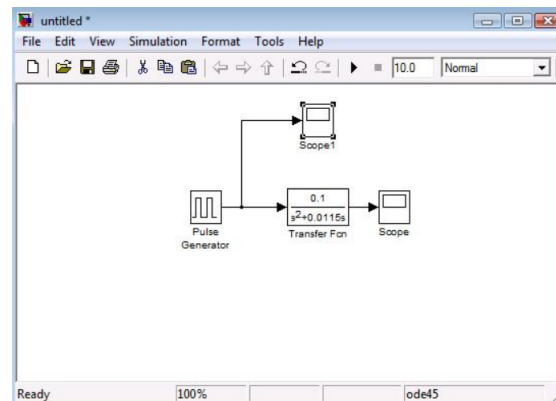 untitled *
File Edit View Simulation Format Tools Help
10.0 Normal
Scope1
0.1
s²+0.0115s
Pulse
Generator
Transfer Fcn
Scope
Ready 100% ode45